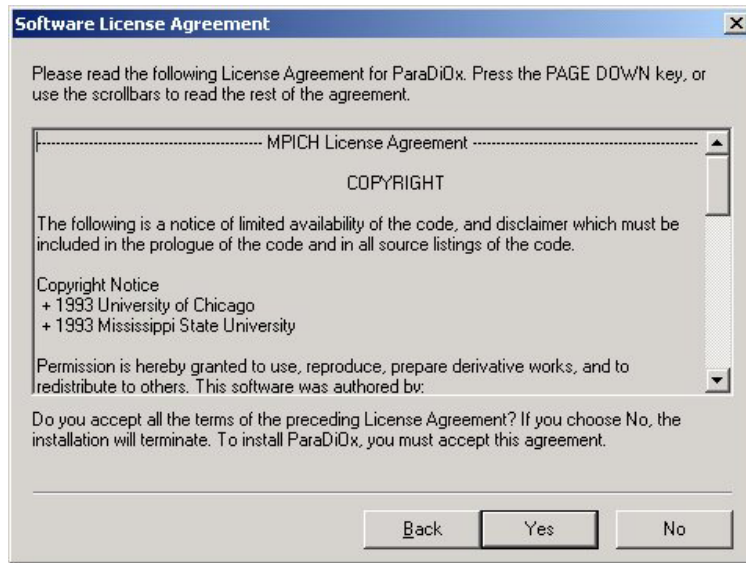 Software License Agreement
Please read the following License Agreement for ParaDiOx. Press the PAGE DOWN key, or
use the scrollbars to read the rest of the agreement.
--------------------------------------------- MPICH License Agreement ---------------------------------------------
COPYRIGHT
The following is a notice of limited availability of the code, and disclaimer which must be
included in the prologue of the code and in all source listings of the code.
Copyright Notice
+ 1993 University of Chicago
+ 1993 Mississippi State University
Permission is hereby granted to use, reproduce, prepare derivative works, and to
redistribute to others. This software was authored by:
Do you accept all the terms of the preceding License Agreement? If you choose No, the
installation will terminate. To install ParaDiOx, you must accept this agreement.
Back Yes No